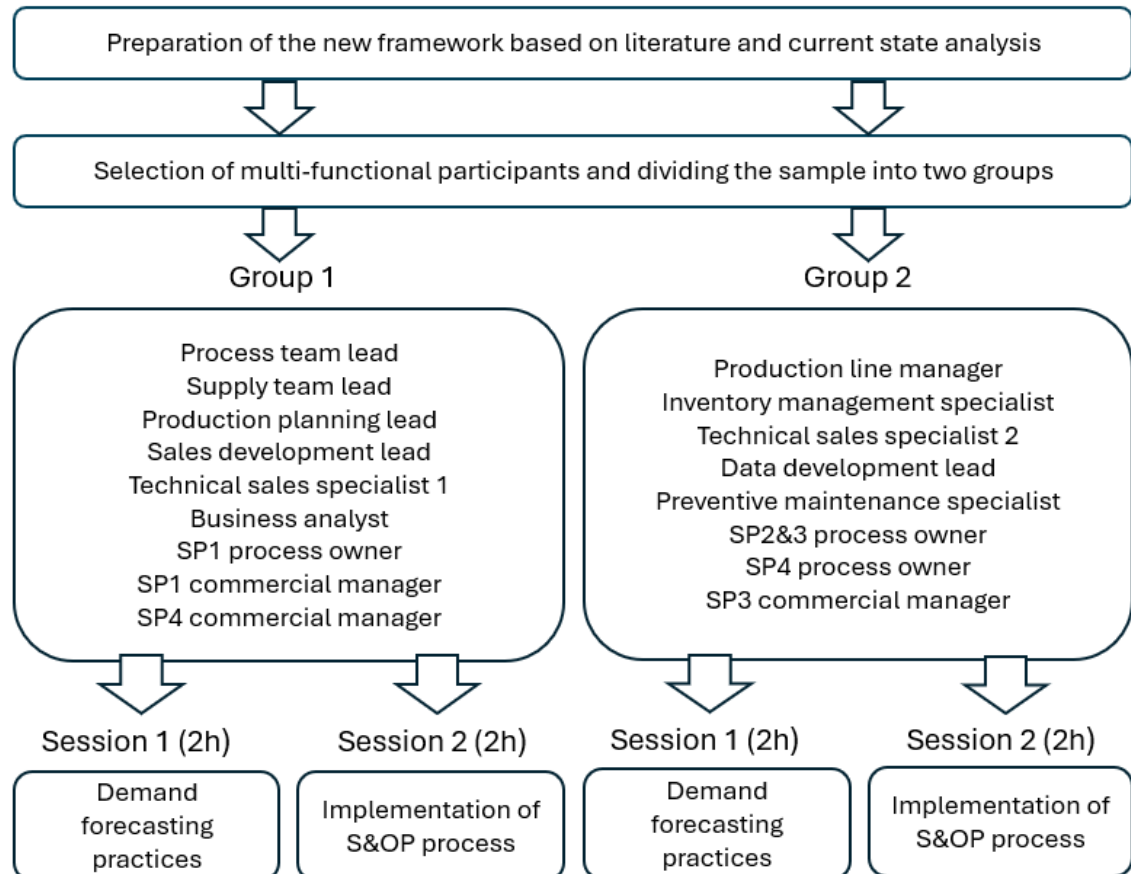 Preparation of the new framework based on literature and current state analysis
Selection of multi-functional participants and dividing the sample into two groups
Group 1
Process team lead
Supply team lead
Production planning lead
Sales development lead
Technical sales specialist 1
Business analyst
SP1 process owner
SP1 commercial manager
SP4 commercial manager
Group 2
Production line manager
Inventory management specialist
Technical sales specialist 2
Data development lead
Preventive maintenance specialist
SP2&3 process owner
SP4 process owner
SP3 commercial manager
Session 1 (2h)
Demand
forecasting
practices
Session 2 (2h)
Implementation of
S&OP process
Session 1 (2h)
Demand
forecasting
practices
Session 2 (2h)
Implementation of
S&OP process